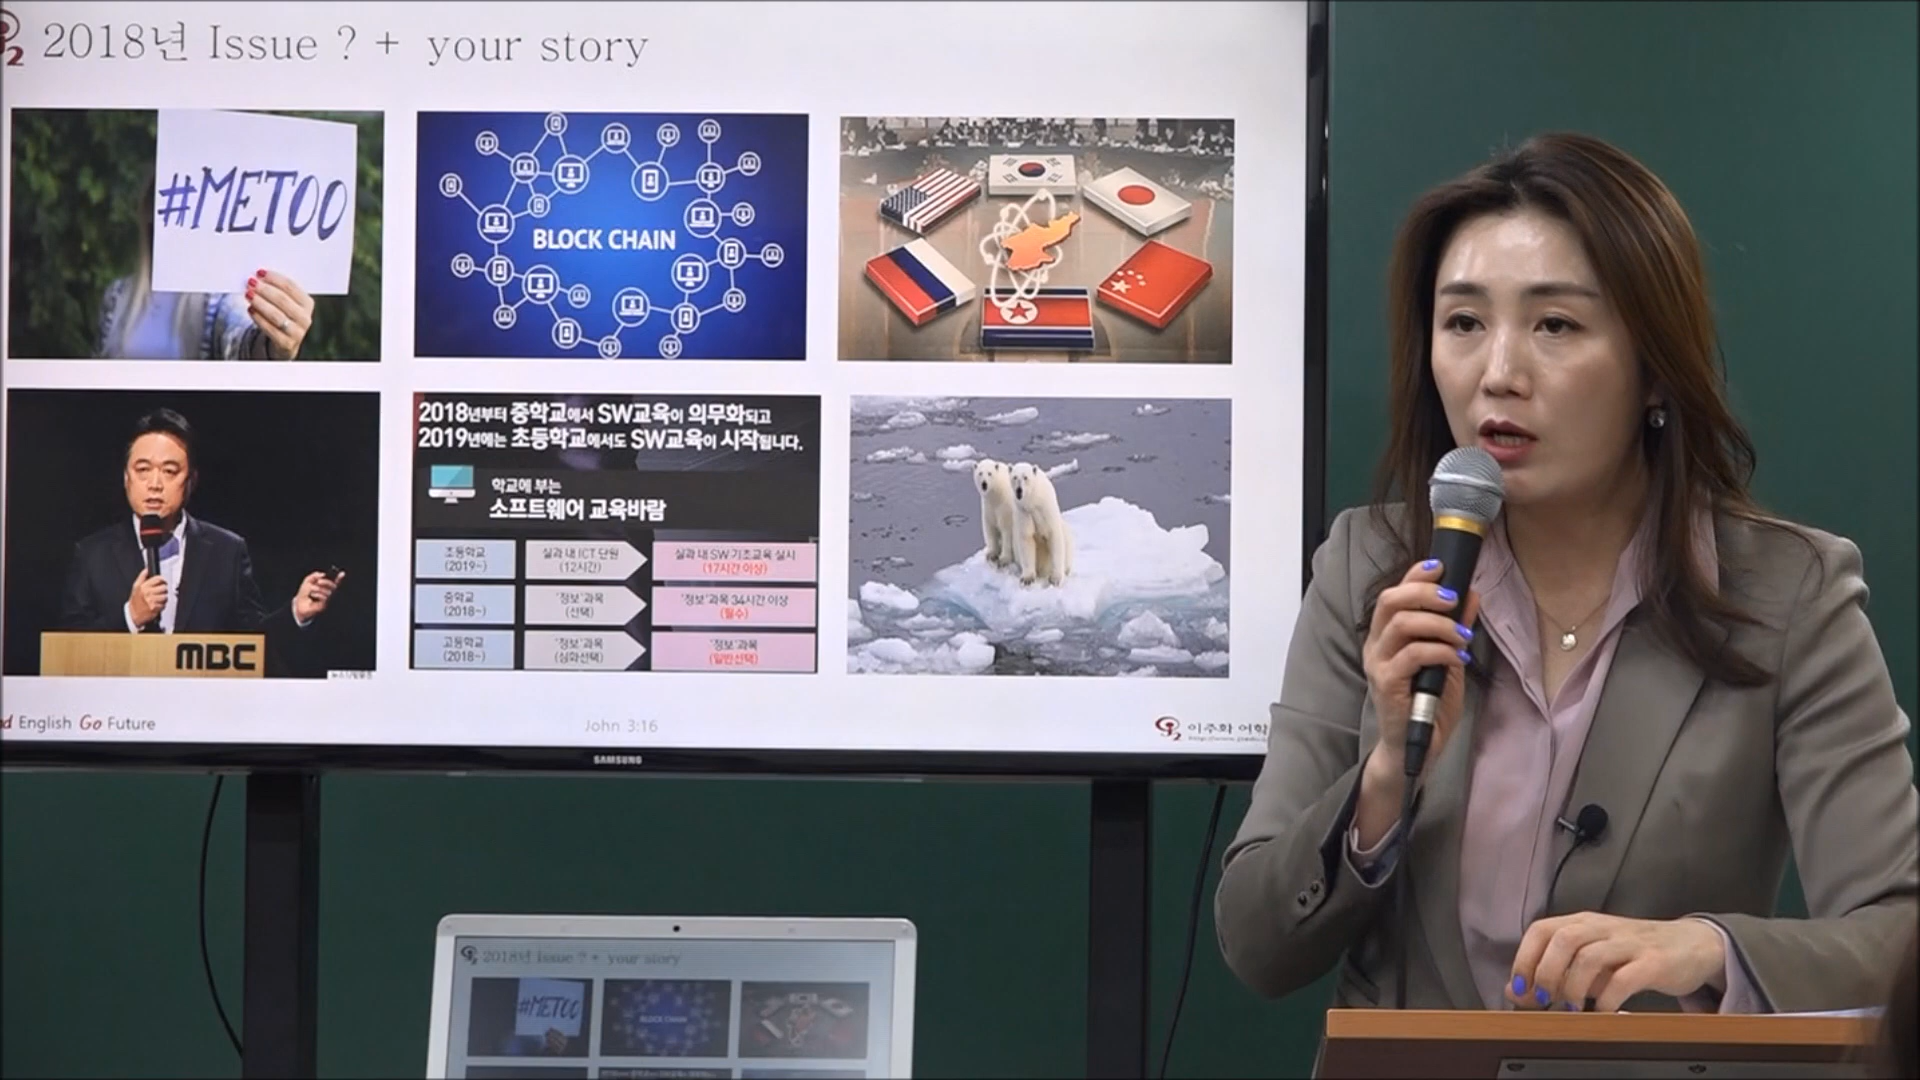 2018년 Issue ? + your story
#METOO
BLOCK CHAIN
MBC
2018년부터 중학교에서 SW교육이 의무화되고
2019년에는 초등학교에서도 SW교육이 시작됩니다.
학교에 부는
소프트웨어 교육바람
초등학교
(2019~)
실과 내 ICT 단원
(12시간)
실과 내 SW 기초교육 실시
(17시간 이상)
중학교
(2018~)
'정보'과목
(선택)
'정보'과목 34시간 이상
(필수)
고등학교
(2018~)
'정보'과목
(심화선택)
'정보'과목
(일반선택)
English Go Future
John 3:16
이주화 어학
SAMSUNG
2018년 Issue ? + your story
#METOO
BLOCK CHAIN